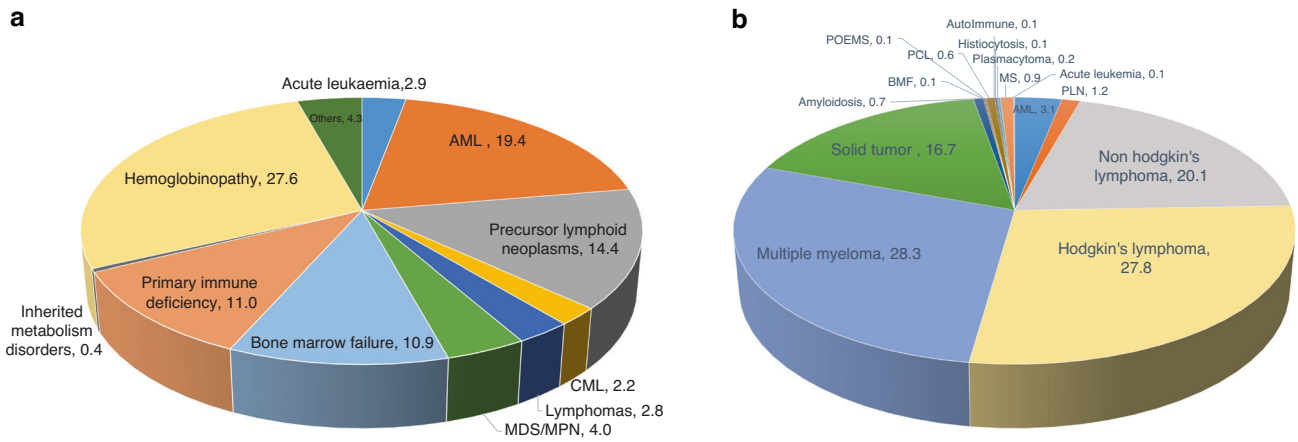 a
Acute leukaemia,2.9
Others, 4.3
AML , 19.4
Hemoglobinopathy, 27.6
Precursor lymphoid
neoplasms, 14.4
Primary immune
deficiency, 11.0
Inherited
metabolism
disorders, 0.4
Bone marrow failure, 10.9
CML, 2.2
Lymphomas, 2.8
MDS/MPN, 4.0
b
AutoImmune, 0.1
POEMS, 0.1
Histiocytosis, 0.1
PCL, 0.6
Plasmacytoma, 0.2
BMF, 0.1
MS, 0.9
Acute leukemia, 0.1
Amyloidosis, 0.7
PLN, 1.2
AML, 3.1
Solid tumor , 16.7
Non hodgkin's
lymphoma, 20.1
Multiple myeloma, 28.3
Hodgkin's lymphoma,
27.8